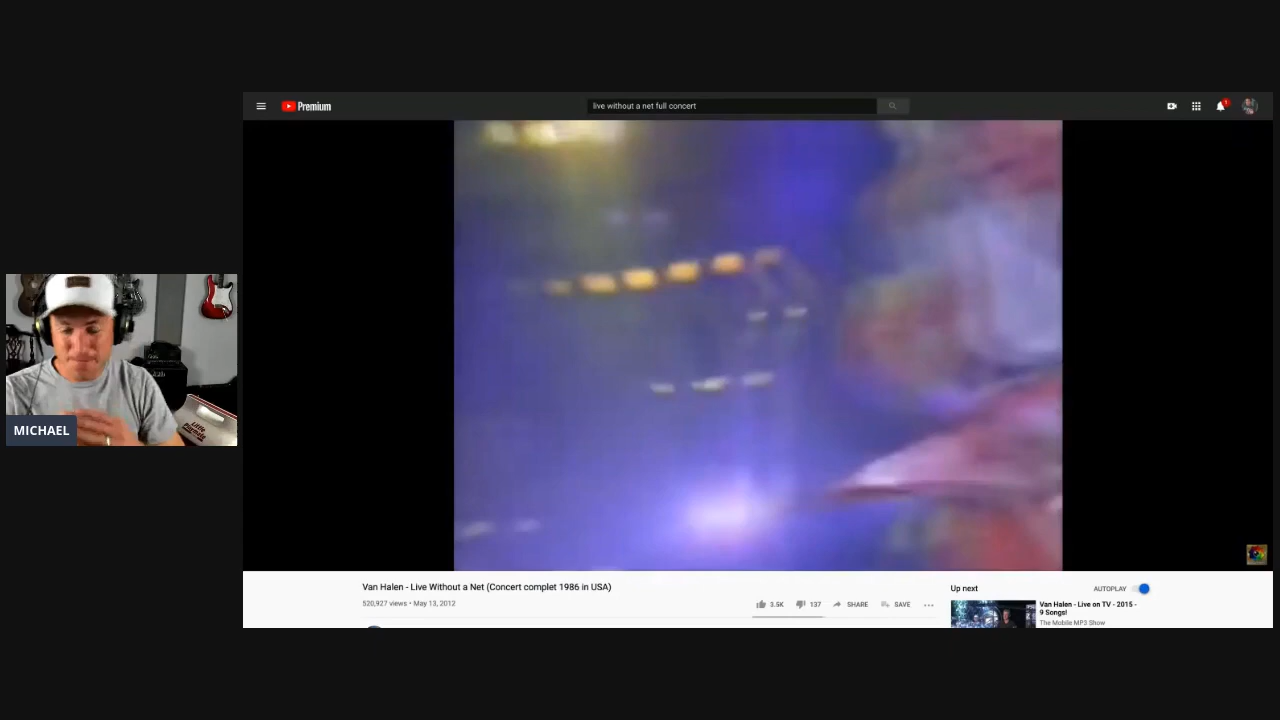 Premium
live without a net full concert
1
MICHAEL
Van Halen - Live Without a Net (Concert complet 1986 in USA)
520,927 views • May 13, 2012
3.5K
137
SHARE
SAVE
Up next
AUTOPLAY
Van Halen - Live on TV - 2015 -
9 Songs!
The Mobile MP3 Show